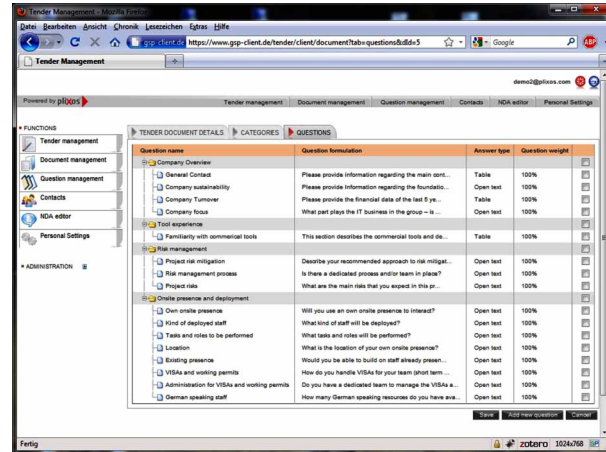 Tender Management - Mozilla Firefox
Datei Bearbeiten Ansicht Chronik Lesezeichen Extras Hilfe
gsp-client.de https://www.gsp-client.de/tender/client/document?tab=questions&dId=5 Google ABP
Tender Management
demo2@plixos.com
Powered by plixos Tender management Document management Question management Contacts NDA editor Personal Settings
FUNCTIONS
Tender management
Document management
Question management
Contacts
NDA editor
Personal Settings
ADMINISTRATION
TENDER DOCUMENT DETAILS CATEGORIES QUESTIONS
Question name Question formulation Answer type Question weight
Company Overview
General Contact Please provide Information regarding the main cont... Table 100%
Company sustainability Please provide information regarding the foundatio... Open text 100%
Company Turnover Please provide the financial data of the last 5 ye... Table 100%
Company focus What part plays the IT business in the group – is ... Open text 100%
Tool experience
Familiarity with commerical tools This section describes the commercial tools and de... Table 100%
Risk management
Project risk mitigation Describe your recommended approach to risk mitigat... Open text 100%
Risk management process Is there a dedicated process and/or team in place? Open text 100%
Project risks What are the main risks that you expect in this pr... Open text 100%
Onsite presence and deployment
Own onsite presence Will you use an own onsite presence to interact? Open text 100%
Kind of deployed staff What kind of staff will be deployed? Open text 100%
Tasks and roles to be performed What tasks and roles will be performed? Open text 100%
Location What is the location of your own onsite presence? Open text 100%
Existing presence Would you be able to build on staff already presen... Open text 100%
VISAs and working permits How do you handle VISAs for your team (short term ... Open text 100%
Administration for VISAs and working permits Do you have a dedicated team to manage the VISAs a... Open text 100%
German speaking staff How many German speaking resources do you have ava... Open text 100%
Save Add new question Cancel
Fertig zotero 1024x768 SP